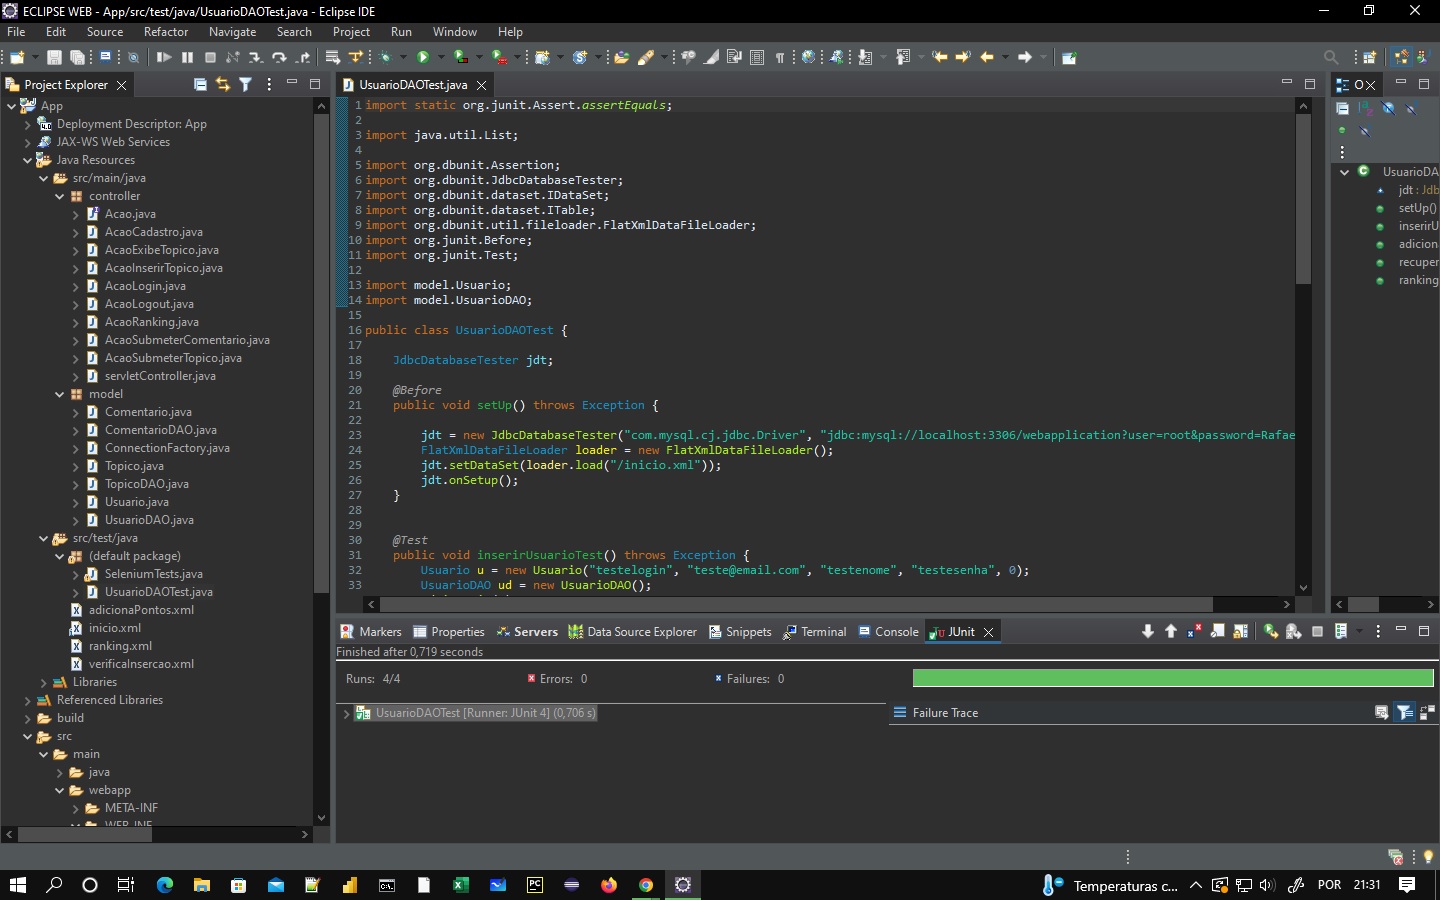 ECLIPSE WEB - App/src/test/java/UsuarioDAOTest.java - Eclipse IDE
File Edit Source Refactor Navigate Search Project Run Window Help
Project Explorer
App
Deployment Descriptor: App
JAX-WS Web Services
Java Resources
src/main/java
controller
Acao.java
AcaoCadastro.java
AcaoExibeTopico.java
AcaoInserirTopico.java
AcaoLogin.java
AcaoLogout.java
AcaoRanking.java
AcaoSubmeterComentario.java
AcaoSubmeterTopico.java
servletController.java
model
Comentario.java
ComentarioDAO.java
ConnectionFactory.java
Topico.java
TopicoDAO.java
Usuario.java
UsuarioDAO.java
src/test/java
(default package)
SeleniumTests.java
UsuarioDAOTest.java
adicionaPontos.xml
inicio.xml
ranking.xml
verificaInsercao.xml
Libraries
Referenced Libraries
build
src
main
java
webapp
META-INF
WEB-INF
UsuarioDAOTest.java
1 import static org.junit.Assert.assertEquals;
2
3 import java.util.List;
4
5 import org.dbunit.Assertion;
6 import org.dbunit.JdbcDatabaseTester;
7 import org.dbunit.dataset.IDataSet;
8 import org.dbunit.dataset.ITable;
9 import org.dbunit.util.fileloader.FlatXmlDataFileLoader;
10 import org.junit.Before;
11 import org.junit.Test;
12
13 import model.Usuario;
14 import model.UsuarioDAO;
15
16 public class UsuarioDAOTest {
17
18 JdbcDatabaseTester jdt;
19
20 @Before
21 public void setUp() throws Exception {
22
23 jdt = new JdbcDatabaseTester("com.mysql.cj.jdbc.Driver", "jdbc:mysql://localhost:3306/webapplication?user=root&password=Rafae
24 FlatXmlDataFileLoader loader = new FlatXmlDataFileLoader();
25 jdt.setDataSet(loader.load("/inicio.xml"));
26 jdt.onSetup();
27 }
28
29
30 @Test
31 public void inserirUsuarioTest() throws Exception {
32 Usuario u = new Usuario("testelogin", "teste@email.com", "testenome", "testesenha", 0);
33 UsuarioDAO ud = new UsuarioDAO();
O
UsuarioDA
jdt : Jdb
setUp()
inserirU
adicion
recuper
ranking
Markers Properties Servers Data Source Explorer Snippets Terminal Console JUnit
Finished after 0,719 seconds
Runs: 4/4 Errors: 0 Failures: 0
UsuarioDAOTest [Runner: JUnit 4] (0,706 s)
Failure Trace
PC
Temperaturas c... POR 21:31